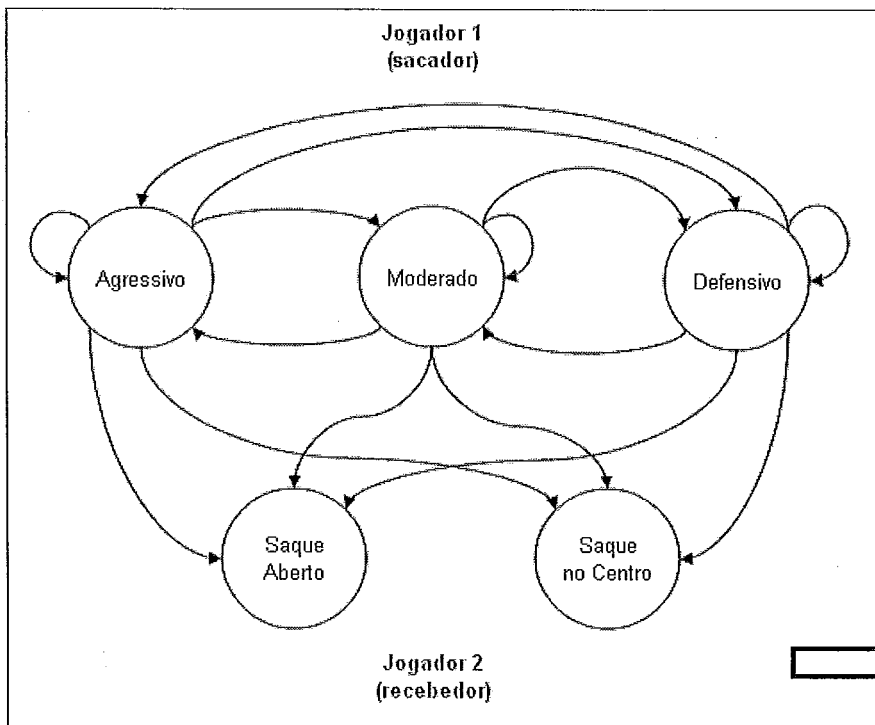 Jogador 1
(sacador)
Agressivo
Moderado
Defensivo
Saque
Aberto
Saque
no Centro
Jogador 2
(recebedor)